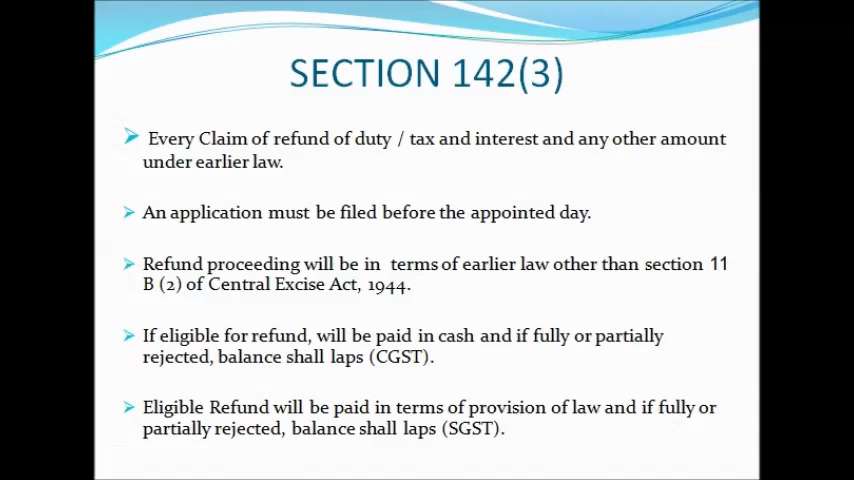 SECTION 142(3)
Every Claim of refund of duty / tax and interest and any other amount
under earlier law.
An application must be filed before the appointed day.
Refund proceeding will be in terms of earlier law other than section 11
B (2) of Central Excise Act, 1944.
If eligible for refund, will be paid in cash and if fully or partially
rejected, balance shall laps (CGST).
Eligible Refund will be paid in terms of provision of law and if fully or
partially rejected, balance shall laps (SGST).